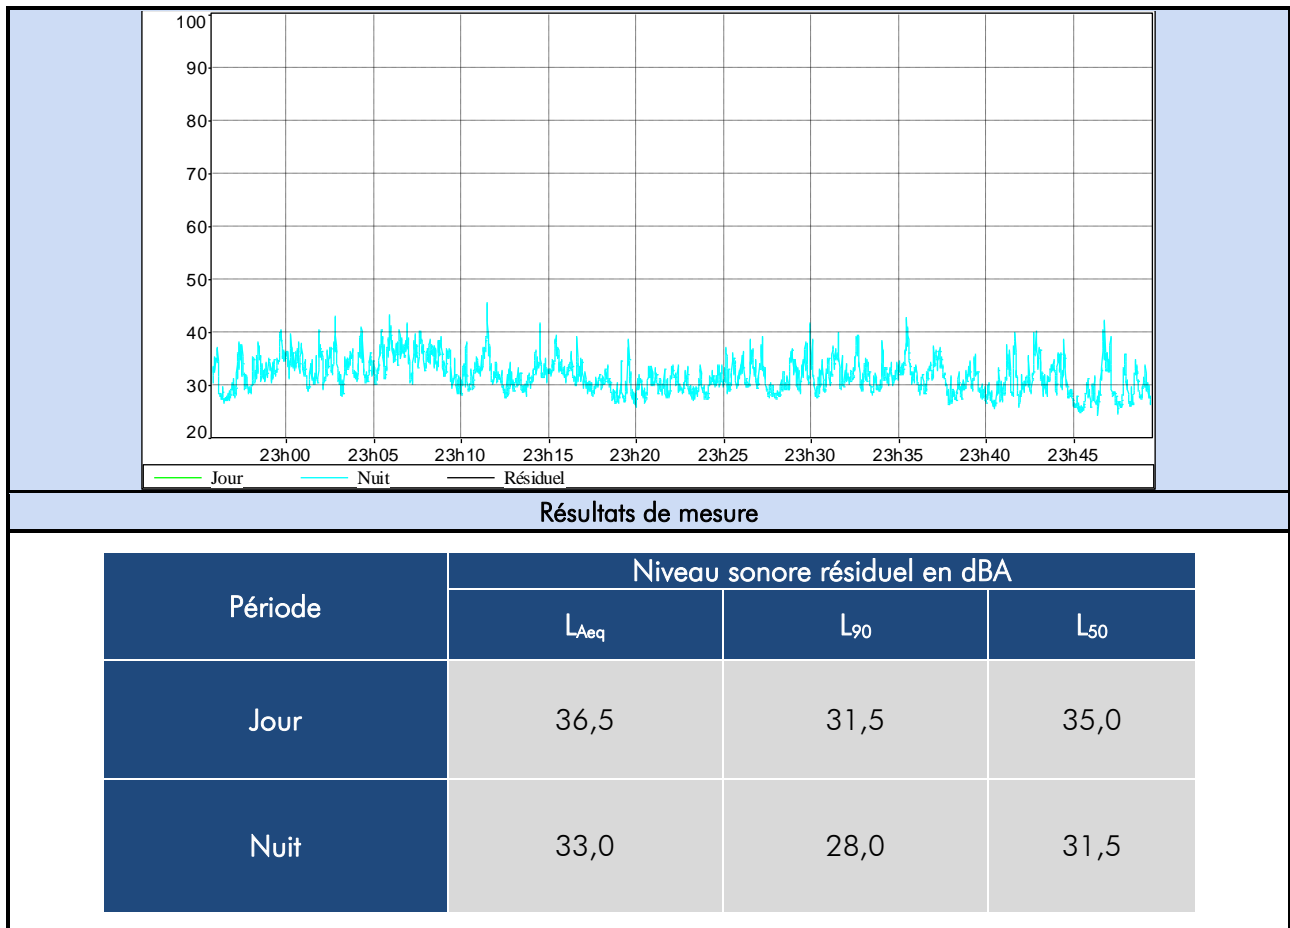 100
90
80
70
60
50
40
30
20
23h00 23h05 23h10 23h15 23h20 23h25 23h30 23h35 23h40 23h45
Jour Nuit Résiduel
Résultats de mesure
Période
Niveau sonore résiduel en dBA
LAeq L90 L50
Jour 36,5 31,5 35,0
Nuit 33,0 28,0 31,5